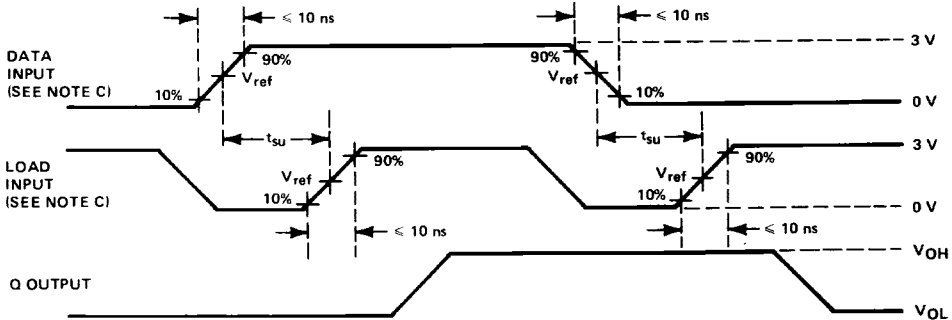 ≤ 10 ns
≤ 10 ns
3 V
DATA
INPUT
(SEE NOTE C)
90%
Vref
10%
90%
Vref
10%
0 V
tsu
tsu
3 V
LOAD
INPUT
(SEE NOTE C)
90%
Vref
10%
90%
Vref
10%
0 V
≤ 10 ns
≤ 10 ns
VOH
Q OUTPUT
VOL